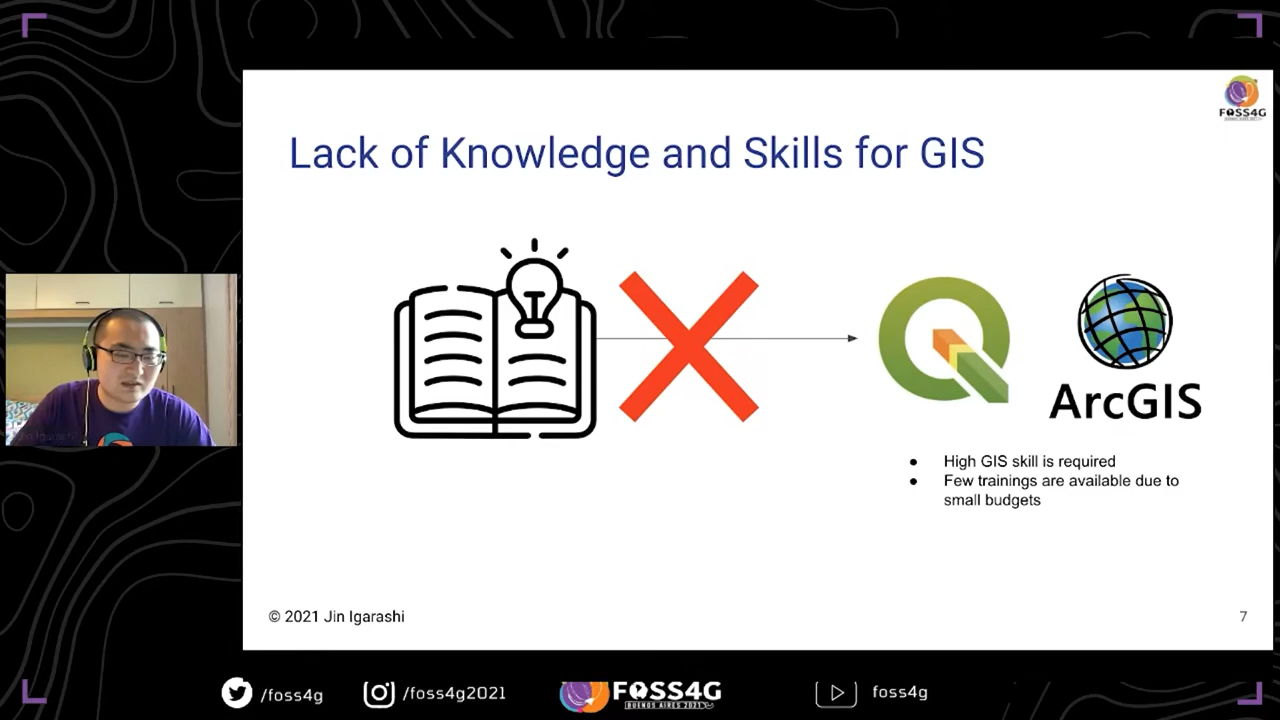 FOSS4G
Lack of Knowledge and Skills for GIS
ArcGIS
● High GIS skill is required
● Few trainings are available due to
small budgets
© 2021 Jin Igarashi
7
/foss4g
/foss4g2021
FOSS4G
BUENOS AIRES 2021
foss4g